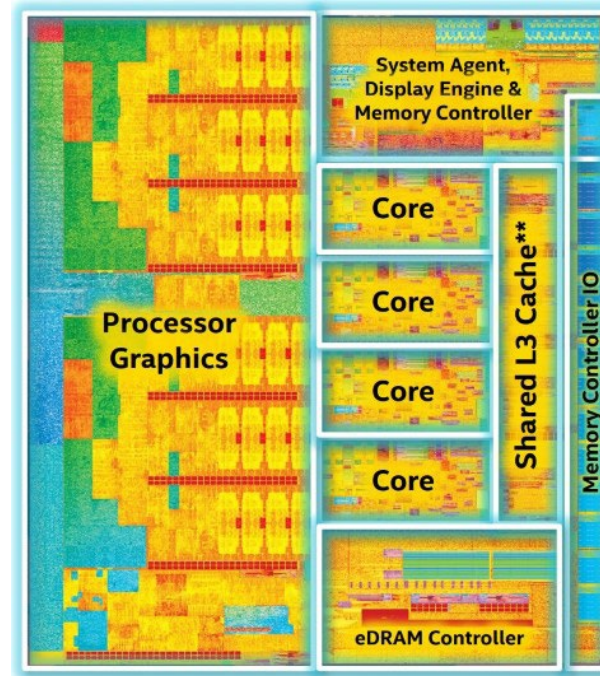 System Agent,
Display Engine &
Memory Controller
Core
Core
Core
Core
Shared L3 Cache**
Memory Controller IO
Processor
Graphics
eDRAM Controller